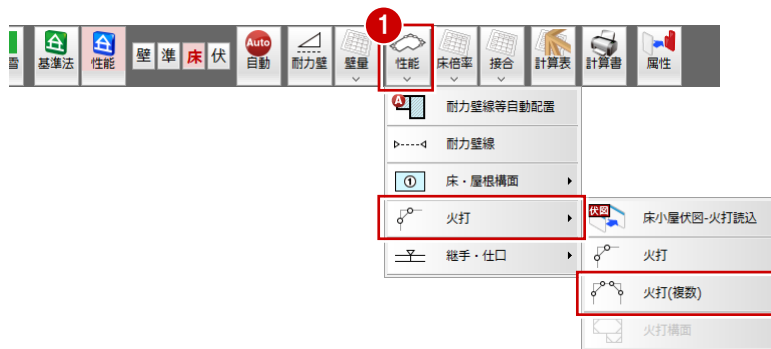 1
雪 基準法 性能 壁 準 床 伏 Auto 自動 耐力壁 壁量 性能 床倍率 接合 計算表 計算書 属性
A 耐力壁線等自動配置
耐力壁線
① 床・屋根構面
火打
継手・仕口
伏図 床小屋伏図-火打読込
火打
火打(複数)
火打構面